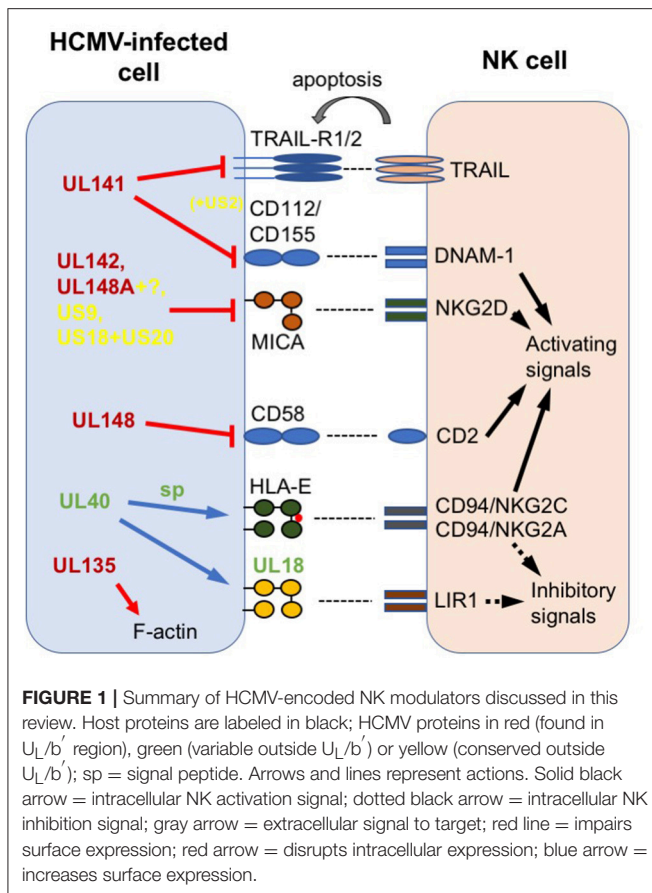 HCMV-infected
cell
NK cell
apoptosis
TRAIL-R1/2
TRAIL
UL141
(+US2)
CD112/
CD155
DNAM-1
UL142,
UL148A+?,
US9,
US18+US20
MICA
NKG2D
Activating
signals
UL148
CD58
CD2
UL40
sp
HLA-E
CD94/NKG2C
CD94/NKG2A
UL135
F-actin
UL18
LIR1
Inhibitory
signals
FIGURE 1 | Summary of HCMV-encoded NK modulators discussed in this
review. Host proteins are labeled in black; HCMV proteins in red (found in
UL/b′ region), green (variable outside UL/b′) or yellow (conserved outside
UL/b′); sp = signal peptide. Arrows and lines represent actions. Solid black
arrow = intracellular NK activation signal; dotted black arrow = intracellular NK
inhibition signal; gray arrow = extracellular signal to target; red line = impairs
surface expression; red arrow = disrupts intracellular expression; blue arrow =
increases surface expression.